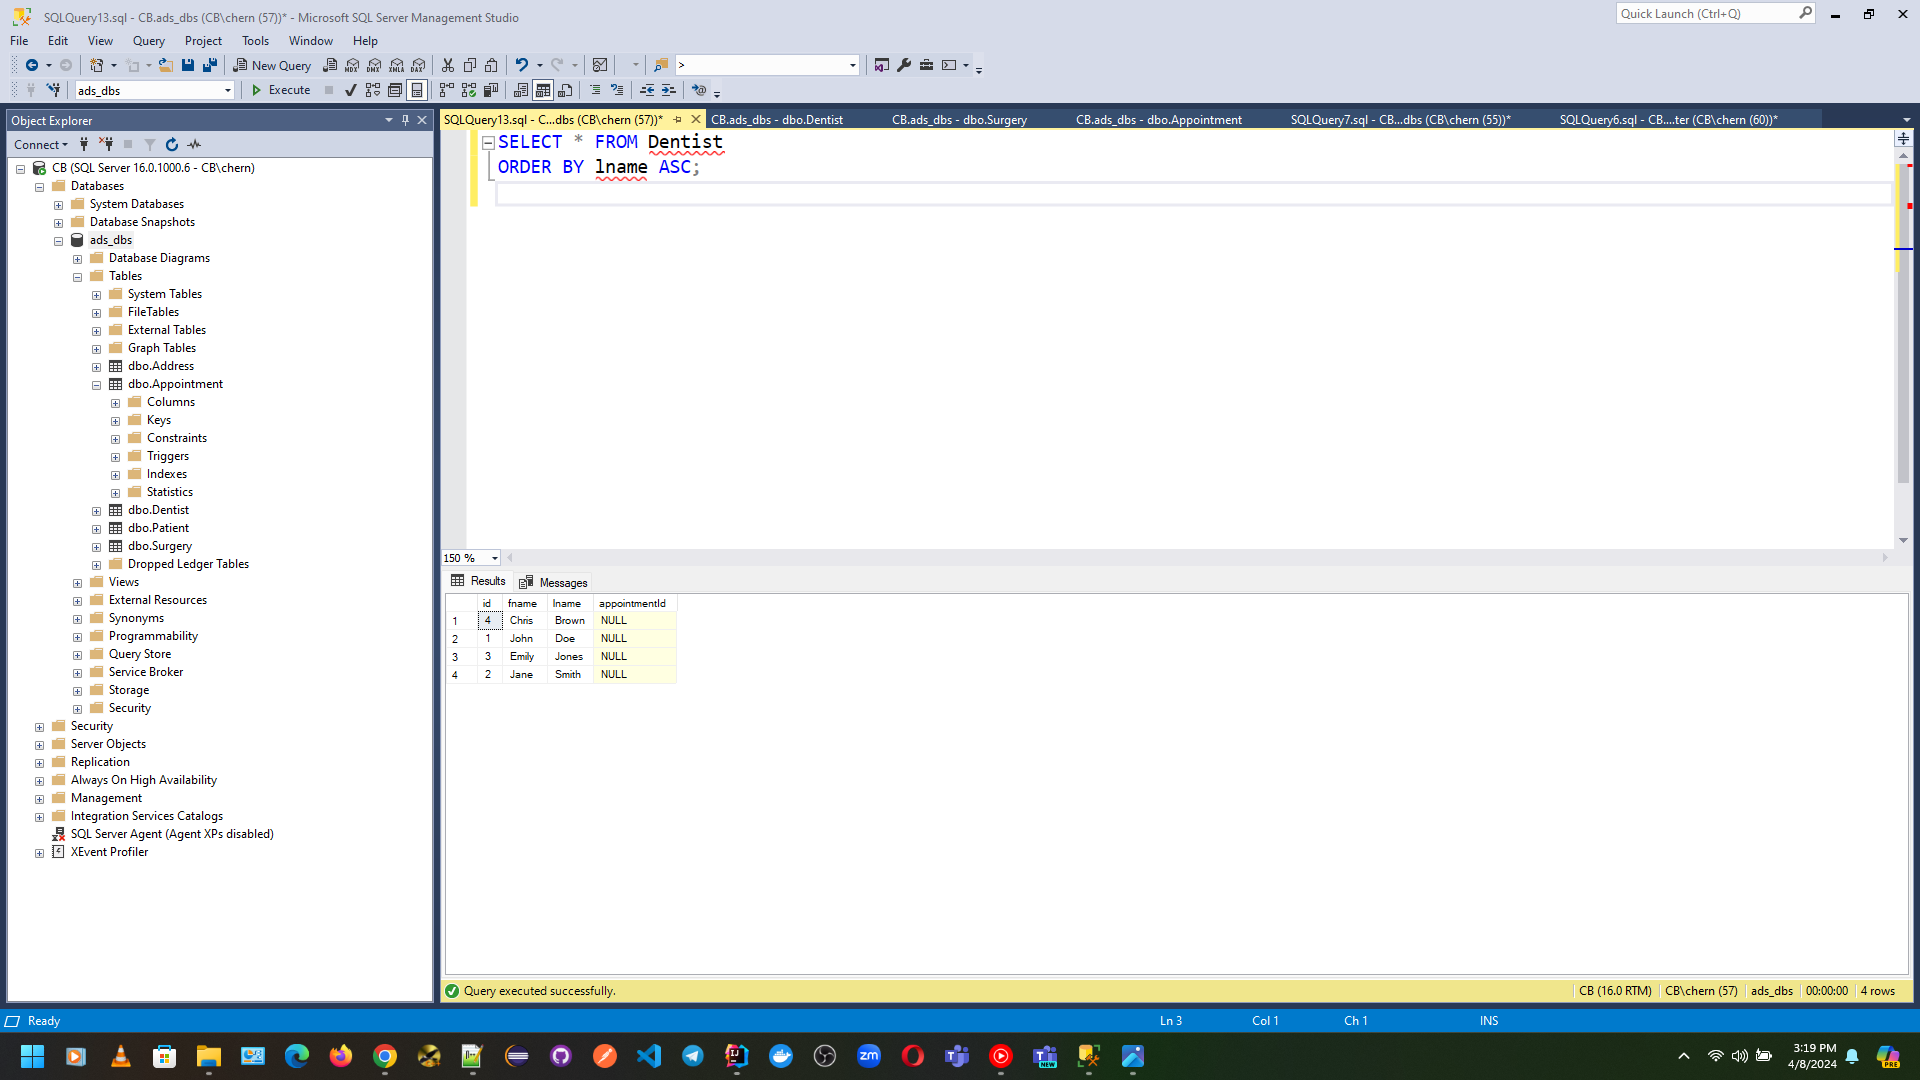 SQLQuery13.sql - CB.ads_dbs (CB\chern (57))* - Microsoft SQL Server Management Studio
Quick Launch (Ctrl+Q)
File Edit View Query Project Tools Window Help
New Query
MDX DMX XMLA DAX
>
ads_dbs
Execute
Object Explorer
SQLQuery13.sql - C...dbs (CB\chern (57))*
CB.ads_dbs - dbo.Dentist
CB.ads_dbs - dbo.Surgery
CB.ads_dbs - dbo.Appointment
SQLQuery7.sql - CB...dbs (CB\chern (55))*
SQLQuery6.sql - CB....ter (CB\chern (60))*
Connect
CB (SQL Server 16.0.1000.6 - CB\chern)
Databases
System Databases
Database Snapshots
ads_dbs
Database Diagrams
Tables
System Tables
FileTables
External Tables
Graph Tables
dbo.Address
dbo.Appointment
Columns
Keys
Constraints
Triggers
Indexes
Statistics
dbo.Dentist
dbo.Patient
dbo.Surgery
Dropped Ledger Tables
Views
External Resources
Synonyms
Programmability
Query Store
Service Broker
Storage
Security
Security
Server Objects
Replication
Always On High Availability
Management
Integration Services Catalogs
SQL Server Agent (Agent XPs disabled)
XEvent Profiler
SELECT * FROM Dentist
ORDER BY lname ASC;
150 %
Results Messages
id fname lname appointmentId
1 4 Chris Brown NULL
2 1 John Doe NULL
3 3 Emily Jones NULL
4 2 Jane Smith NULL
Query executed successfully.
CB (16.0 RTM) CB\chern (57) ads_dbs 00:00:00 4 rows
Ready
Ln 3 Col 1 Ch 1 INS
zm
NEW
3:19 PM
4/8/2024
PRE